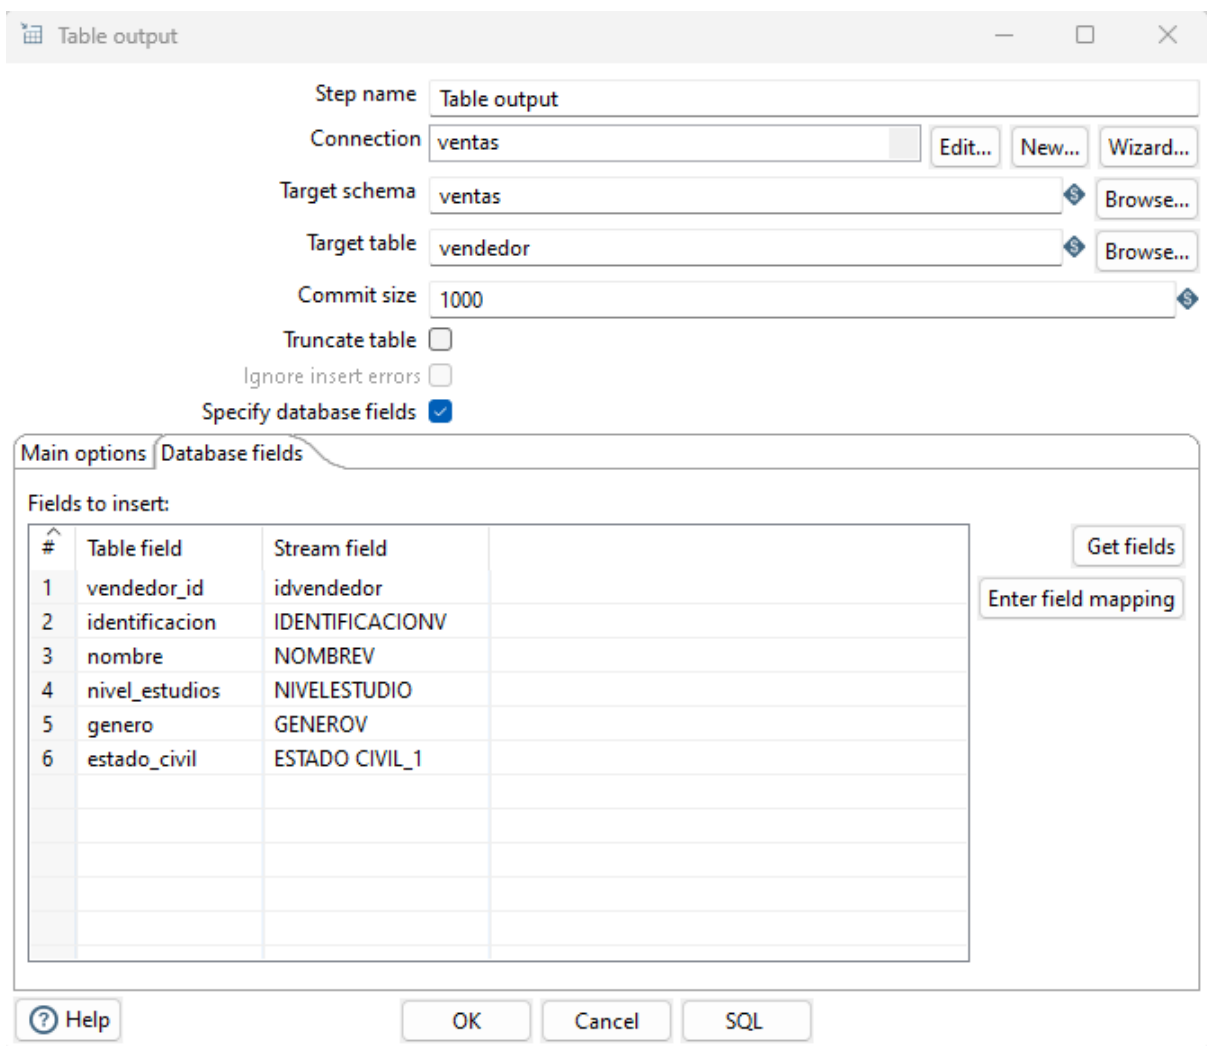 Table output
Step name Table output
Connection ventas Edit... New... Wizard...
Target schema ventas Browse...
Target table vendedor Browse...
Commit size 1000
Truncate table
Ignore insert errors
Specify database fields
Main options Database fields
Fields to insert:
# Table field Stream field Get fields
1 vendedor_id idvendedor Enter field mapping
2 identificacion IDENTIFICACIONV
3 nombre NOMBREV
4 nivel_estudios NIVELESTUDIO
5 genero GENEROV
6 estado_civil ESTADO CIVIL_1
? Help OK Cancel SQL